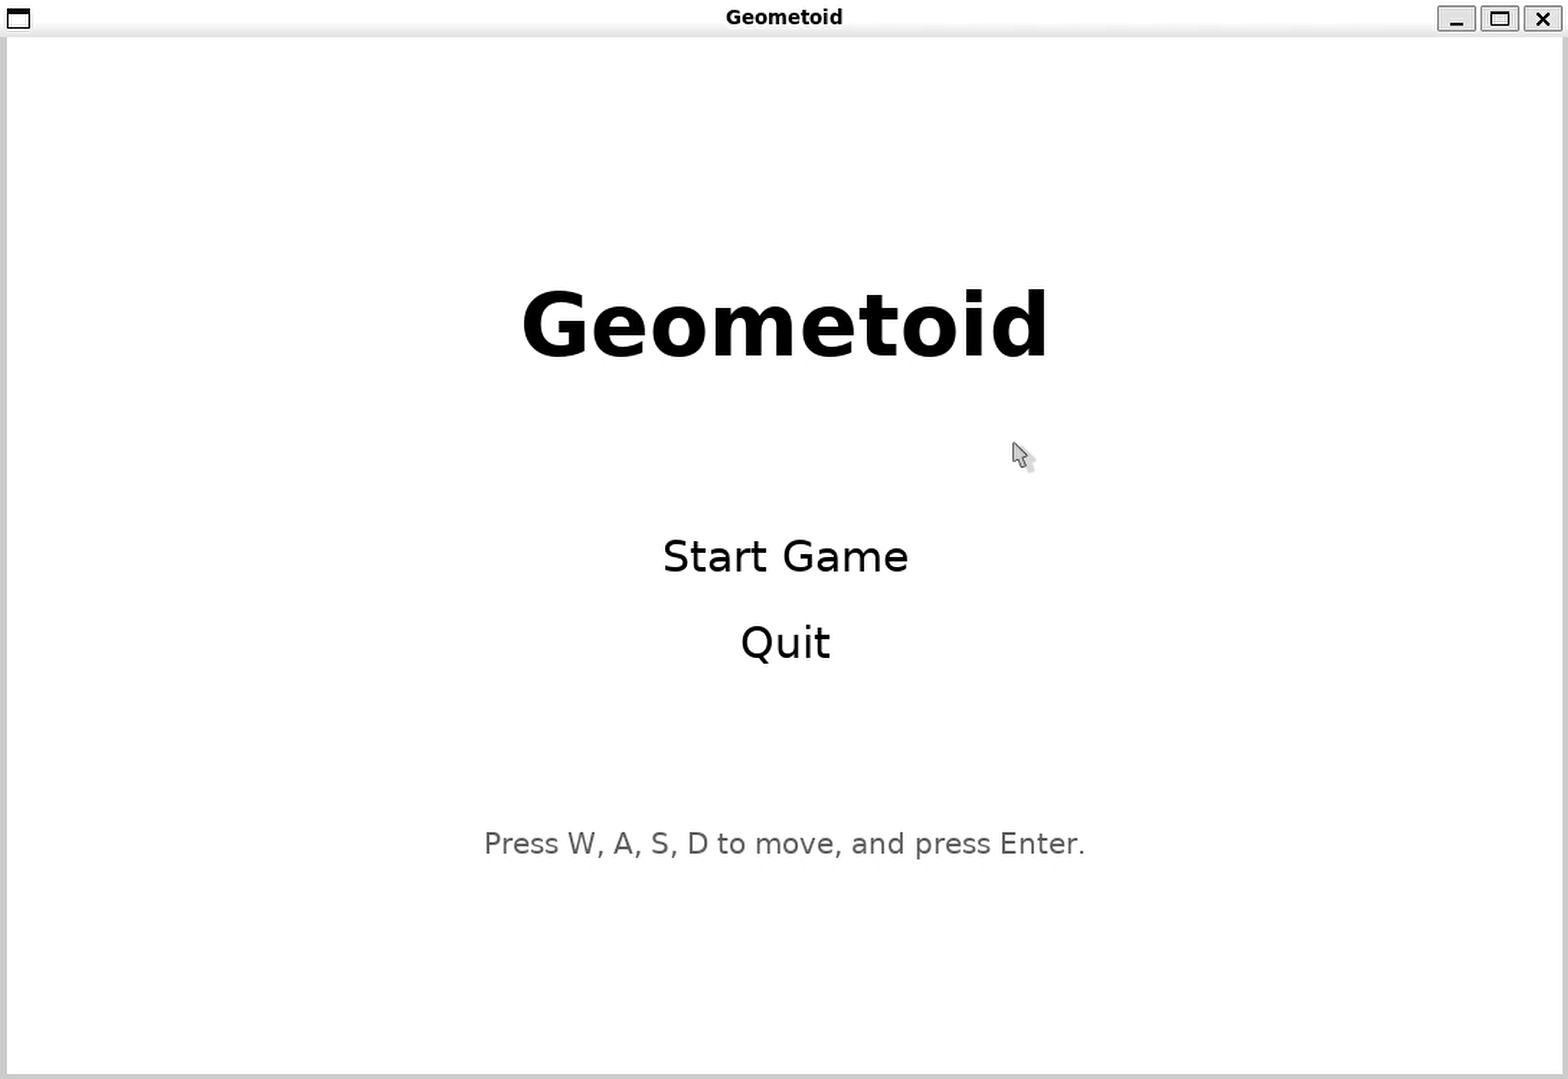 Geometoid
Geometoid
Start Game
Quit
Press W, A, S, D to move, and press Enter.